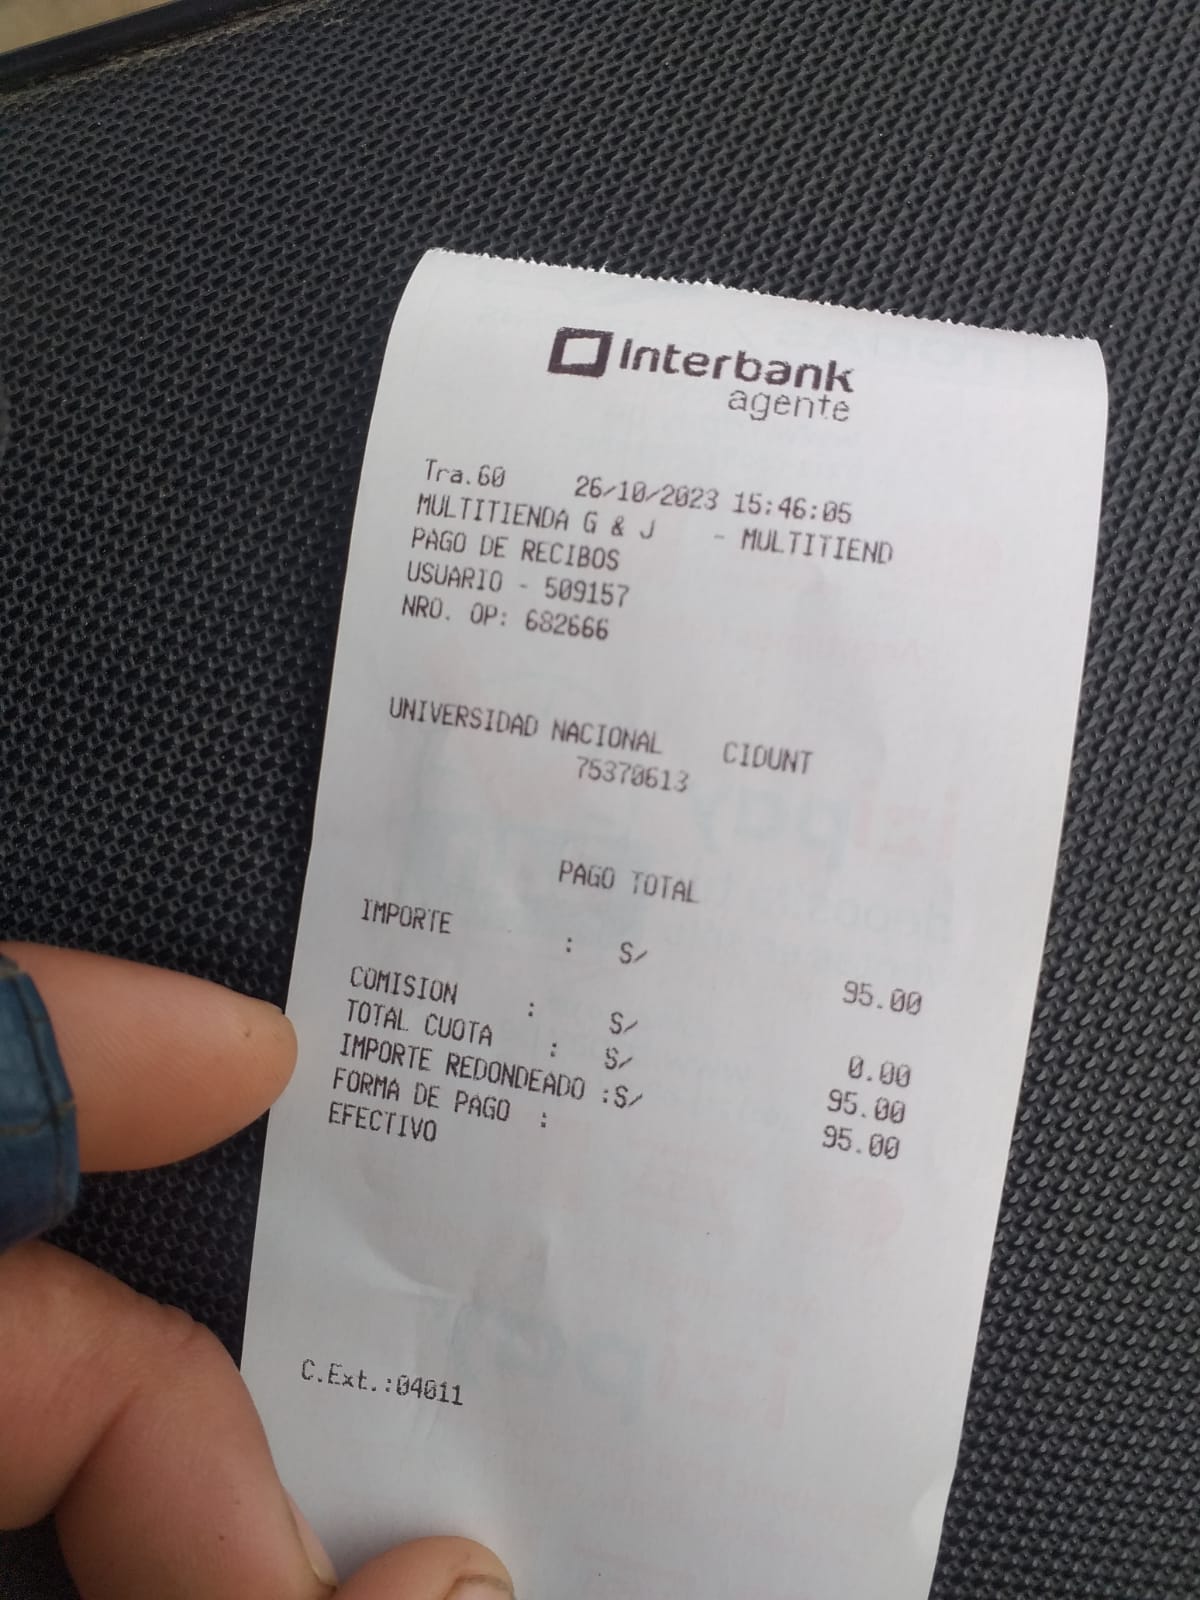 Interbank
agente
Tra.60 26/10/2023 15:46:05
MULTITIENDA G & J - MULTITIEND
PAGO DE RECIBOS
USUARIO - 509157
NRO. OP: 682666
UNIVERSIDAD NACIONAL CIDUNT
75370613
PAGO TOTAL
IMPORTE : S/ 95.00
COMISION : S/ 0.00
TOTAL CUOTA : S/ 95.00
IMPORTE REDONDEADO :S/ 95.00
FORMA DE PAGO :
EFECTIVO
C.Ext.:04011